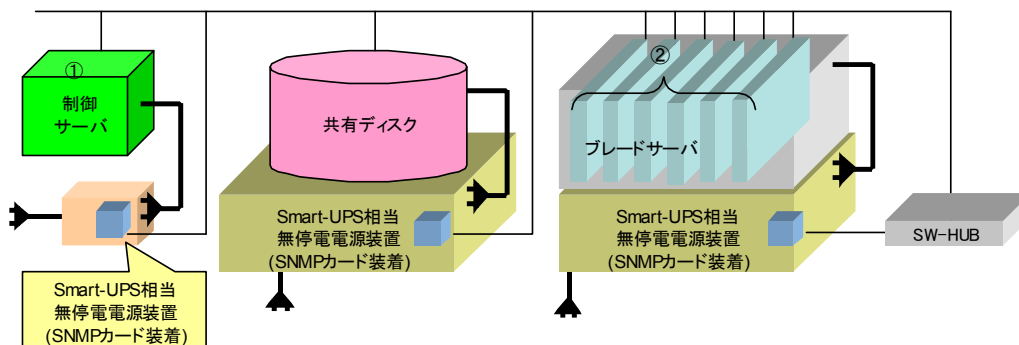 ①
制御
サーバ
共有ディスク
②
ブレードサーバ
Smart-UPS相当
無停電電源装置
(SNMPカード装着)
Smart-UPS相当
無停電電源装置
(SNMPカード装着)
SW-HUB
Smart-UPS相当
無停電電源装置
(SNMPカード装着)